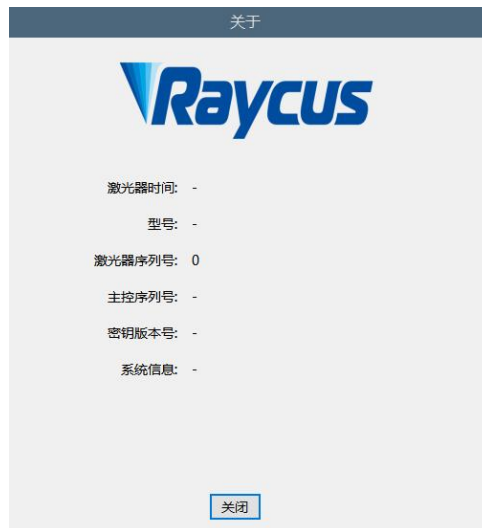 关于
Raycus
激光器时间: -
型号: -
激光器序列号: 0
主控序列号: -
密钥版本号: -
系统信息: -
关闭